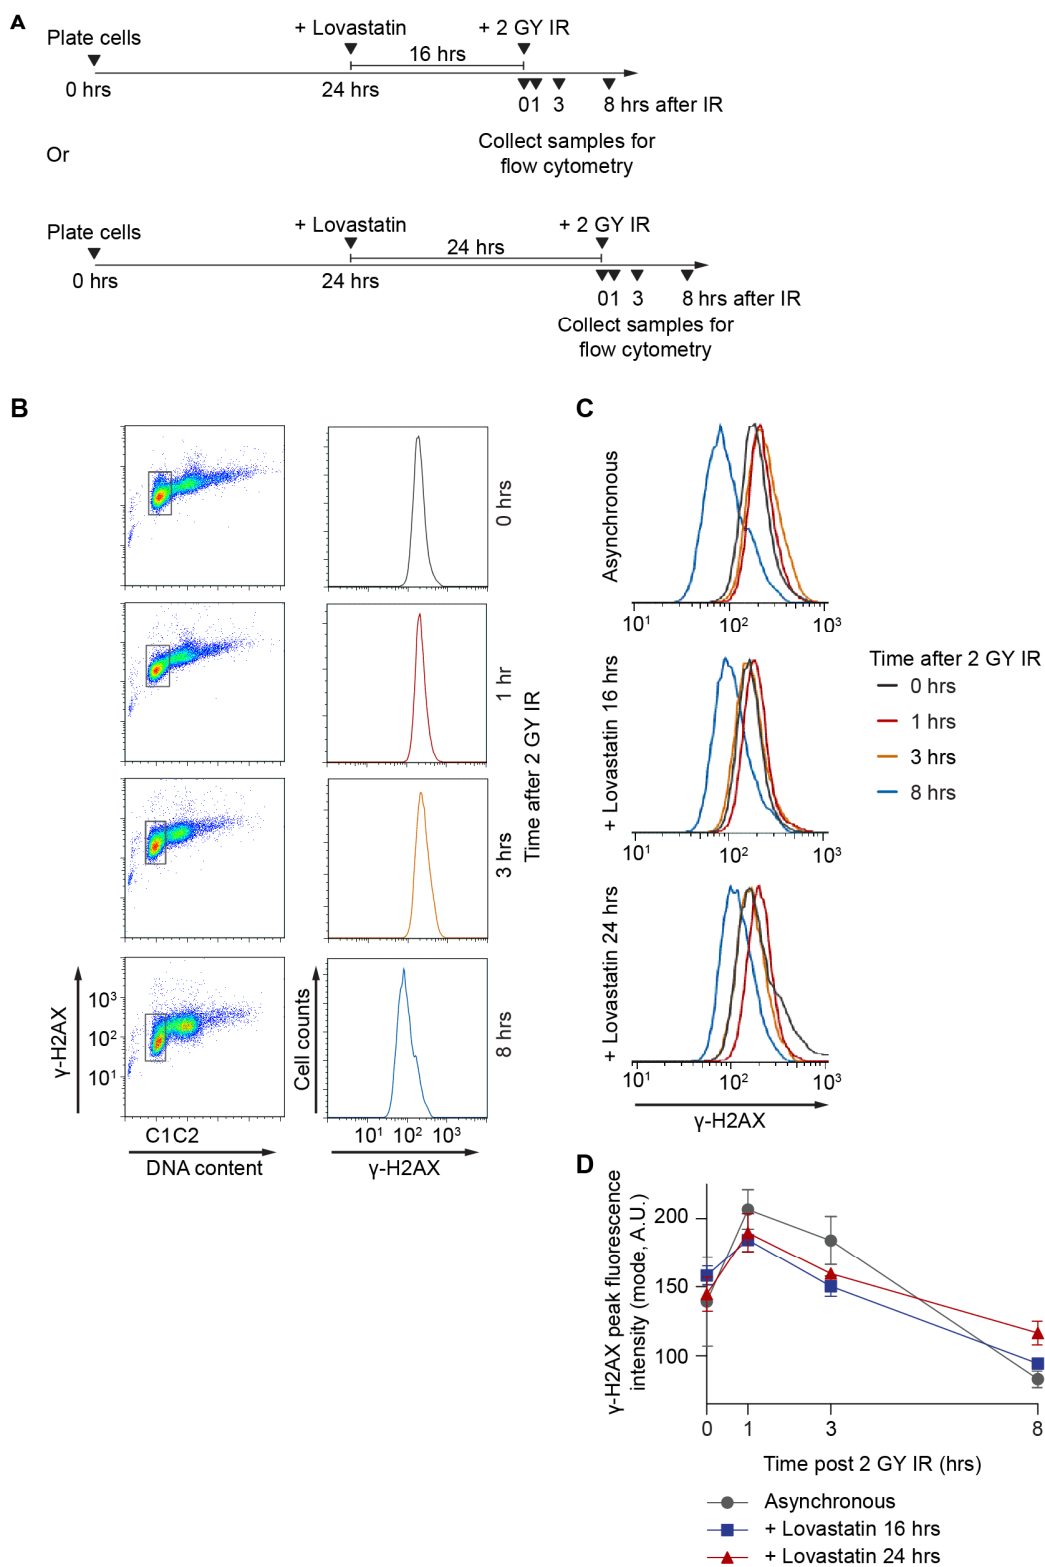 A
Plate cells
+ Lovastatin
+ 2 GY IR
16 hrs
0 hrs
24 hrs
01 3 8 hrs after IR
Collect samples for
flow cytometry
Or
Plate cells
+ Lovastatin
+ 2 GY IR
24 hrs
0 hrs
24 hrs
01 3 8 hrs after IR
Collect samples for
flow cytometry
B
0 hrs
1 hr
3 hrs
8 hrs
Time after 2 GY IR
γ-H2AX
10³
10²
10¹
C1C2
DNA content
Cell counts
10¹ 10² 10³
γ-H2AX
C
Asynchronous
10¹ 10² 10³
+ Lovastatin 16 hrs
10¹ 10² 10³
+ Lovastatin 24 hrs
10¹ 10² 10³
γ-H2AX
Time after 2 GY IR
0 hrs
1 hrs
3 hrs
8 hrs
D
γ-H2AX peak fluorescence
intensity (mode, A.U.)
200
150
100
0 1 3 8
Time post 2 GY IR (hrs)
Asynchronous
+ Lovastatin 16 hrs
+ Lovastatin 24 hrs